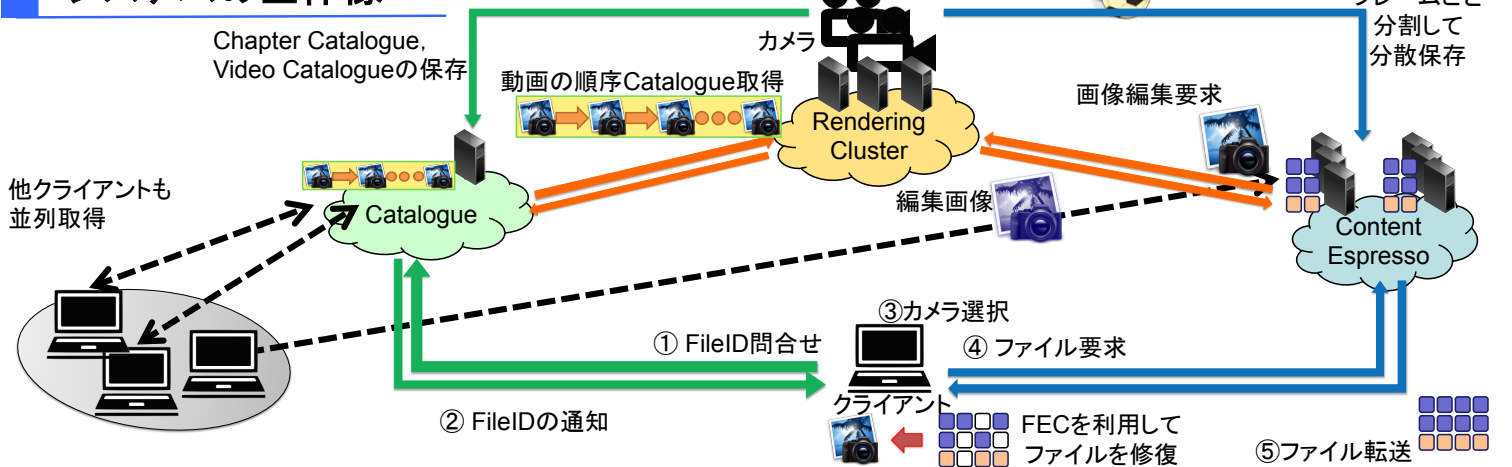 カメラ
分割して
分散保存
Chapter Catalogue,
Video Catalogueの保存
動画の順序Catalogue取得
画像編集要求
Rendering
Cluster
他クライアントも
並列取得
Catalogue
編集画像
Content
Espresso
③カメラ選択
① FileID問合せ
④ ファイル要求
クライアント
② FileIDの通知
FECを利用して
ファイルを修復
⑤ファイル転送